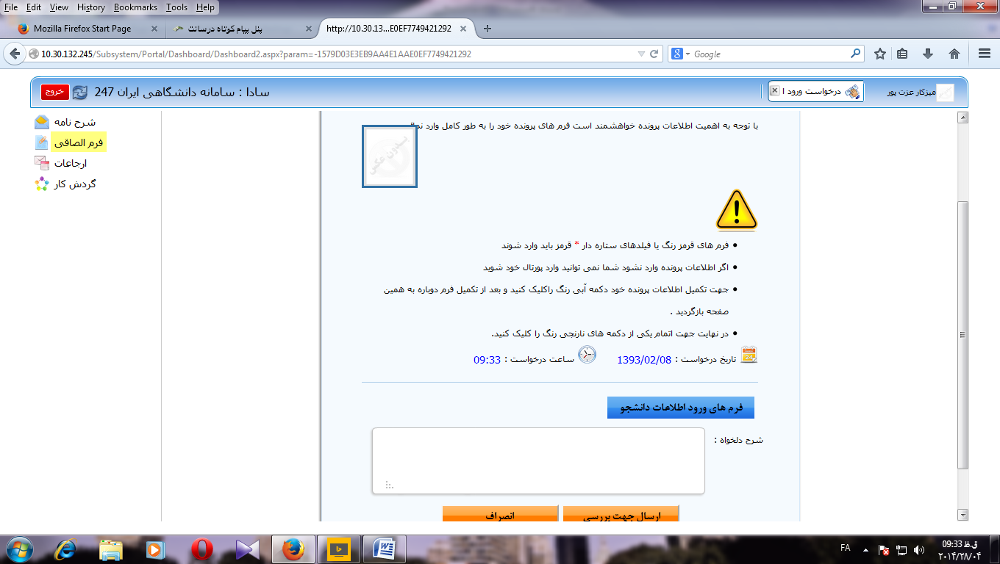 File Edit View History Bookmarks Tools Help
Mozilla Firefox Start Page
پنل پیام کوتاه درسانت
http://10.30.13...E0EF7749421292
10.30.132.245/Subsystem/Portal/Dashboard/Dashboard2.aspx?param=-1579D03E3EB9AA4E1AAE0EF7749421292
Google
میزکار عزت پور
درخواست ورود ا
سادا : سامانه دانشگاهی ایران 247
خروج
شرح نامه
فرم الصاقی
ارجاعات
گردش کار
با توجه به اهمیت اطلاعات پرونده خواهشمند است فرم های پرونده خود را به طور کامل وارد
بدون عکس
فرم های قرمز رنگ یا فیلدهای ستاره دار * قرمز باید وارد شوند
اگر اطلاعات پرونده وارد نشود شما نمی توانید وارد پورتال خود شوید
جهت تکمیل اطلاعات پرونده خود دکمه آبی رنگ راکلیک کنید و بعد از تکمیل فرم دوباره به همین
صفحه بازگردید .
در نهایت جهت اتمام یکی از دکمه های نارنجی رنگ را کلیک کنید.
تاریخ درخواست : 1393/02/08 ساعت درخواست : 09:33
فرم های ورود اطلاعات دانشجو
شرح دلخواه :
ارسال جهت بررسی
انصراف
FA
09:33 ق.ظ
۲۰۱۴/۲۸/۰۴